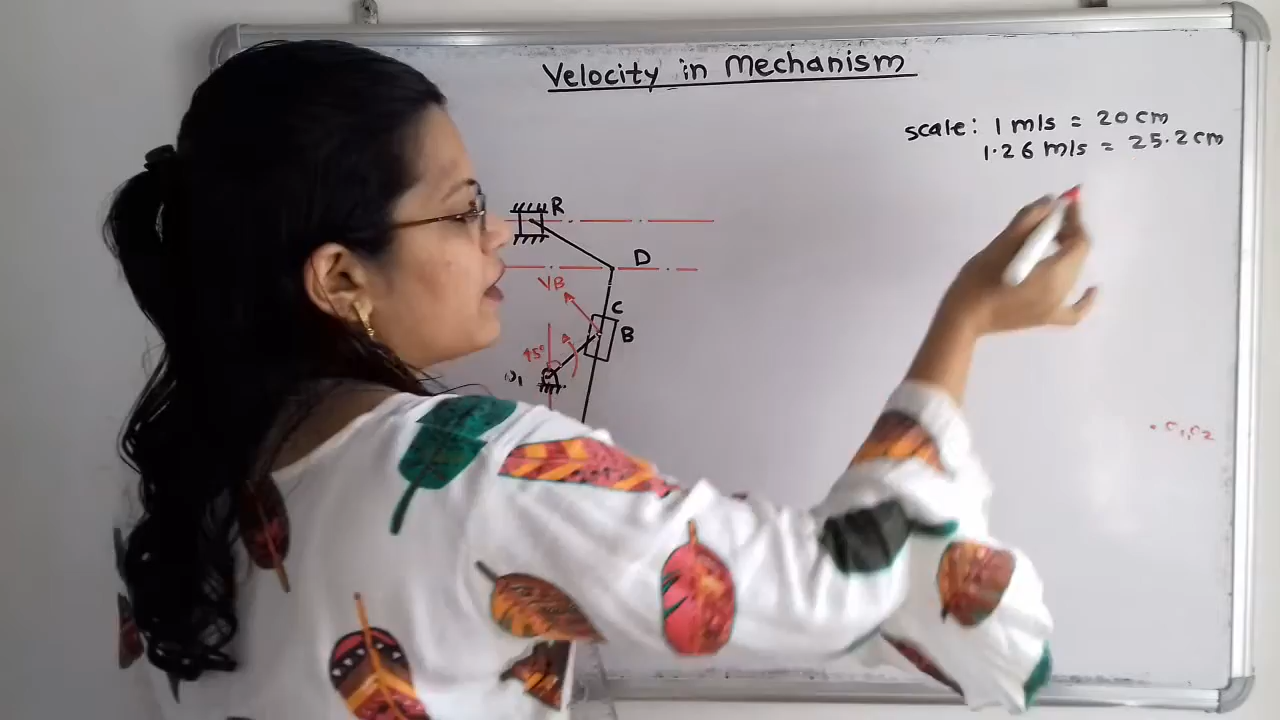 Velocity in Mechanism
scale: 1 m/s = 20 cm
1.26 m/s = 25.2 cm
R
D
VB
C
B
45°
O1
. o1,o2